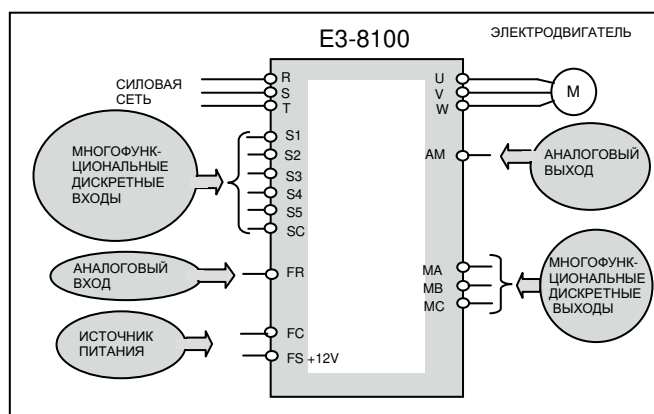 E3-8100
ЭЛЕКТРОДВИГАТЕЛЬ
СИЛОВАЯ
СЕТЬ
R
S
T
U
V
W
M
МНОГОФУНК-
ЦИОНАЛЬНЫЕ
ДИСКРЕТНЫЕ
ВХОДЫ
S1
S2
S3
S4
S5
SC
AM
АНАЛОГОВЫЙ
ВЫХОД
АНАЛОГОВЫЙ
ВХОД
FR
MA
MB
MC
МНОГОФУНК-
ЦИОНАЛЬНЫЕ
ДИСКРЕТНЫЕ
ВЫХОДЫ
ИСТОЧНИК
ПИТАНИЯ
FC
FS +12V